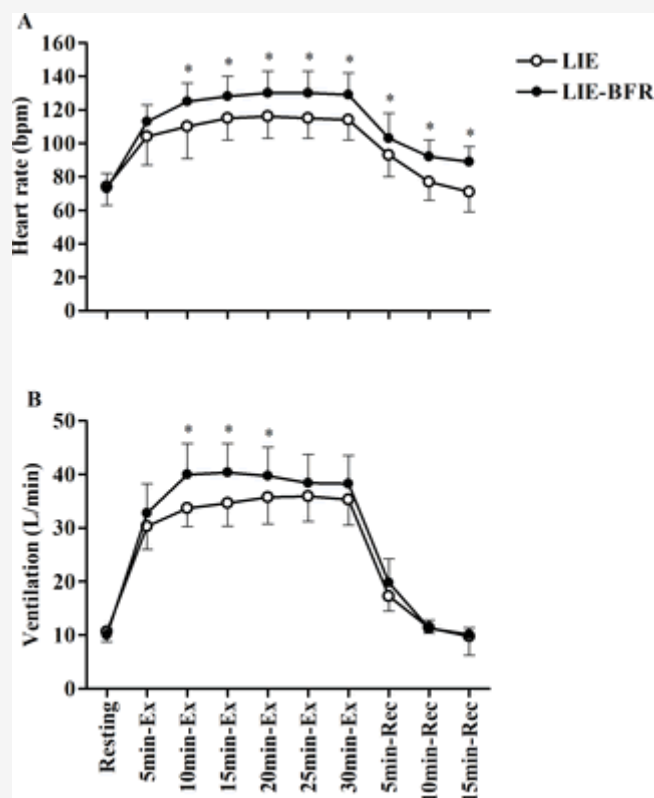 A
160
140
120
100
80
60
40
20
0
Heart rate (bpm)
* * * * * * * *
LIE
LIE-BFR
B
50
40
30
20
10
0
Ventilation (L/min)
* * *
Resting
5min-Ex
10min-Ex
15min-Ex
20min-Ex
25min-Ex
30min-Ex
5min-Rec
10min-Rec
15min-Rec